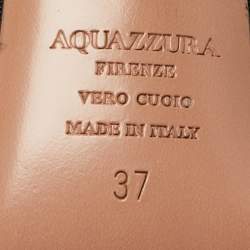 AQUAZZURA
FIRENZE
VERO CUOIO
MADE IN ITALY
37